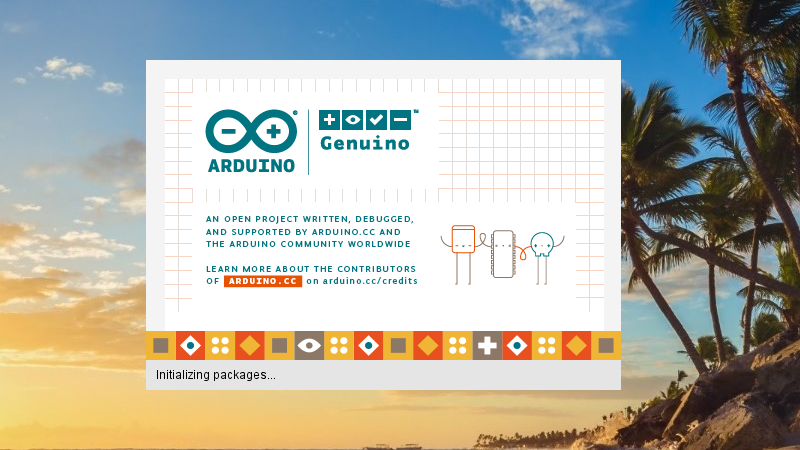 ARDUINO
Genuino
™
AN OPEN PROJECT WRITTEN, DEBUGGED,
AND SUPPORTED BY ARDUINO.CC AND
THE ARDUINO COMMUNITY WORLDWIDE
LEARN MORE ABOUT THE CONTRIBUTORS
OF ARDUINO.CC on arduino.cc/credits
Initializing packages...